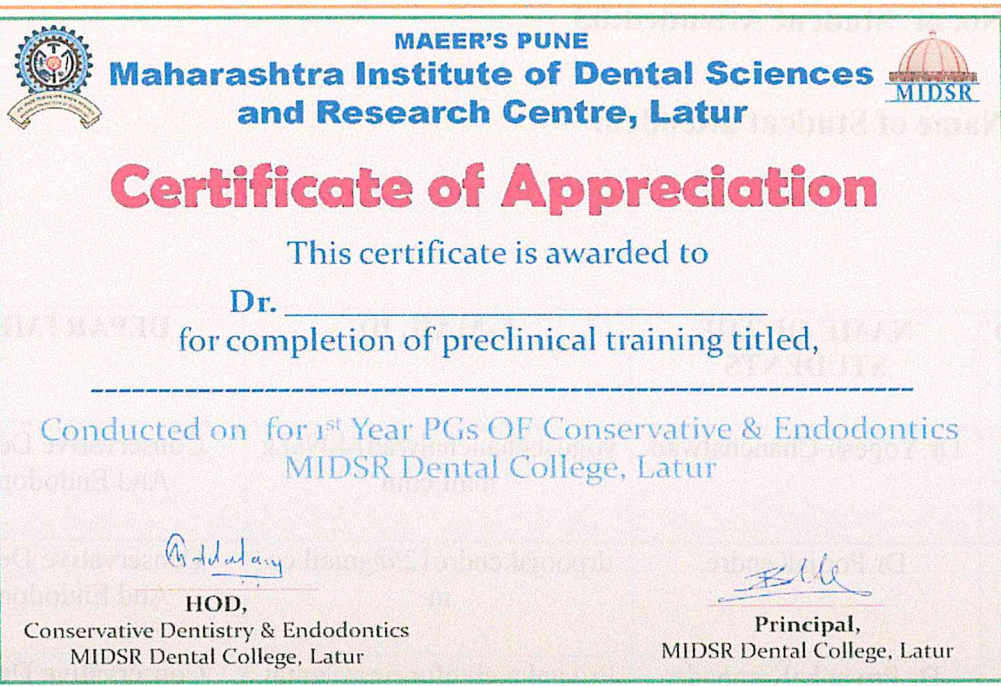 MAEER'S PUNE
Maharashtra Institute of Dental Sciences
and Research Centre, Latur
MIDSR
Certificate of Appreciation
This certificate is awarded to
Dr.
for completion of preclinical training titled,
Conducted on for 1st Year PGs OF Conservative & Endodontics
MIDSR Dental College, Latur
HOD,
Conservative Dentistry & Endodontics
MIDSR Dental College, Latur
Principal,
MIDSR Dental College, Latur